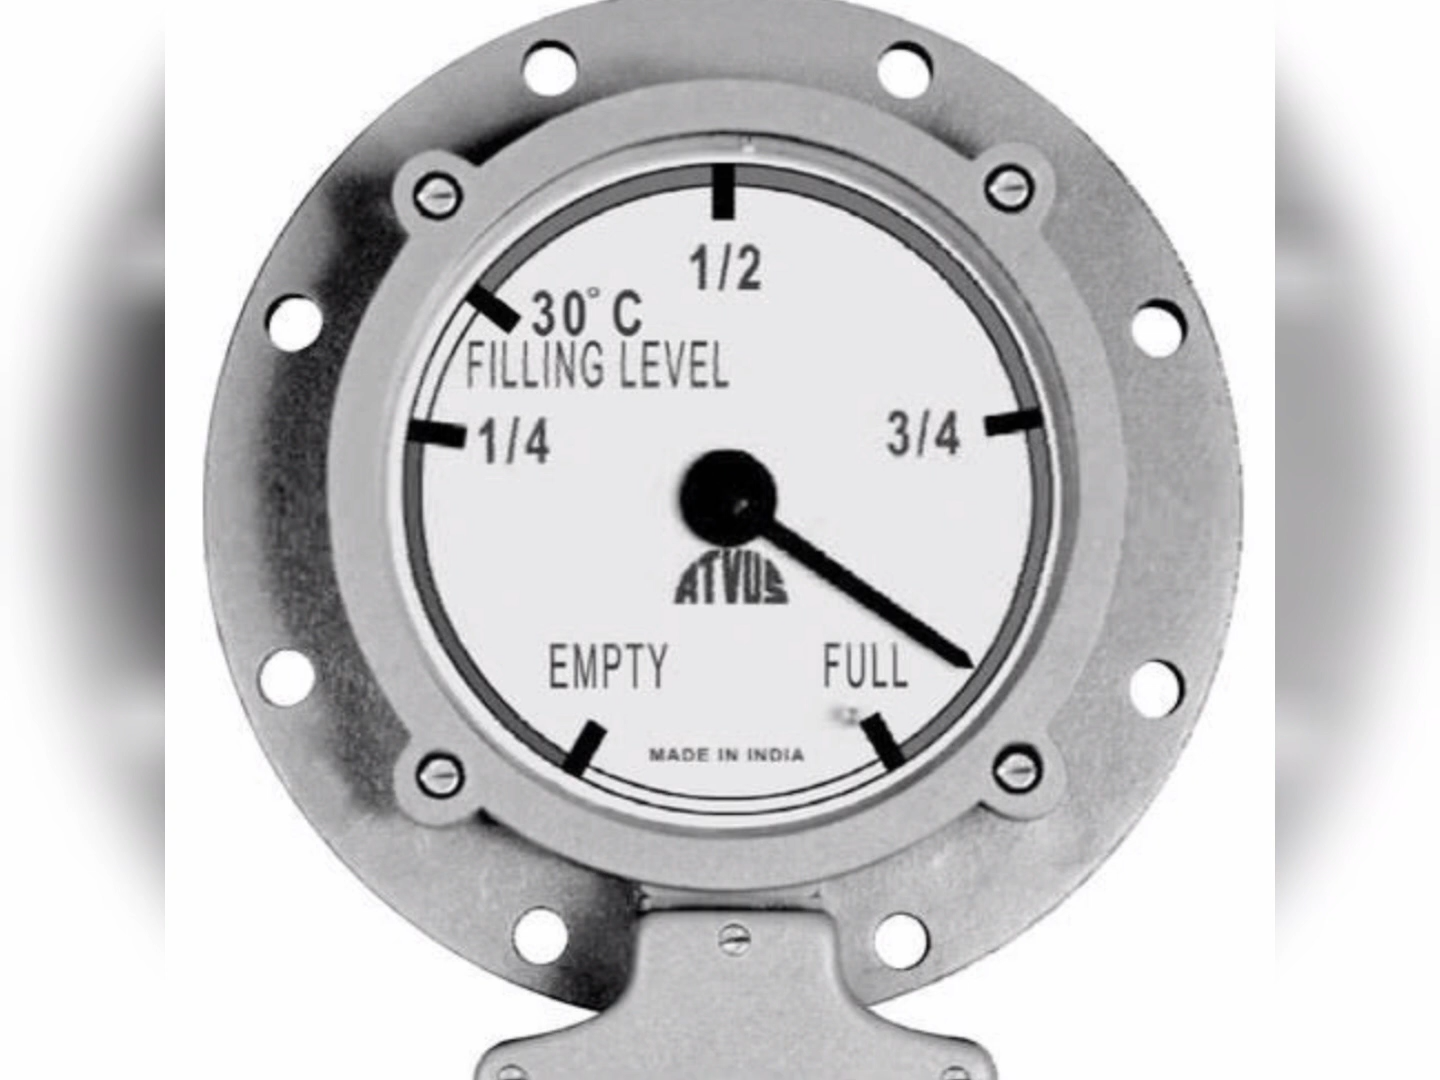 1/2
30° C
FILLING LEVEL
1/4
3/4
ATVUS
EMPTY
FULL
MADE IN INDIA